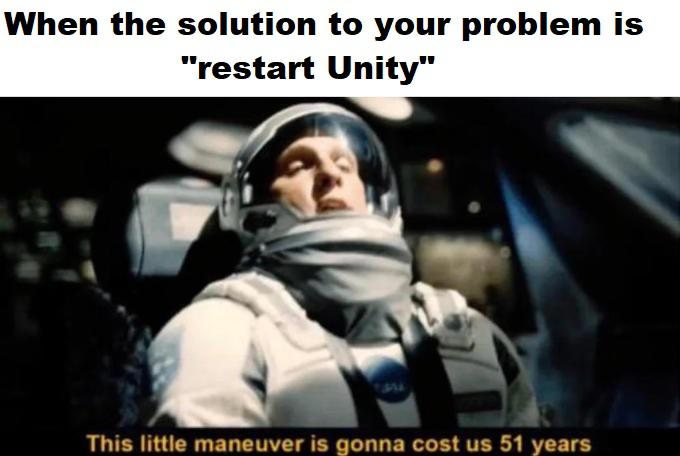 When the solution to your problem is
"restart Unity"
This little maneuver is gonna cost us 51 years